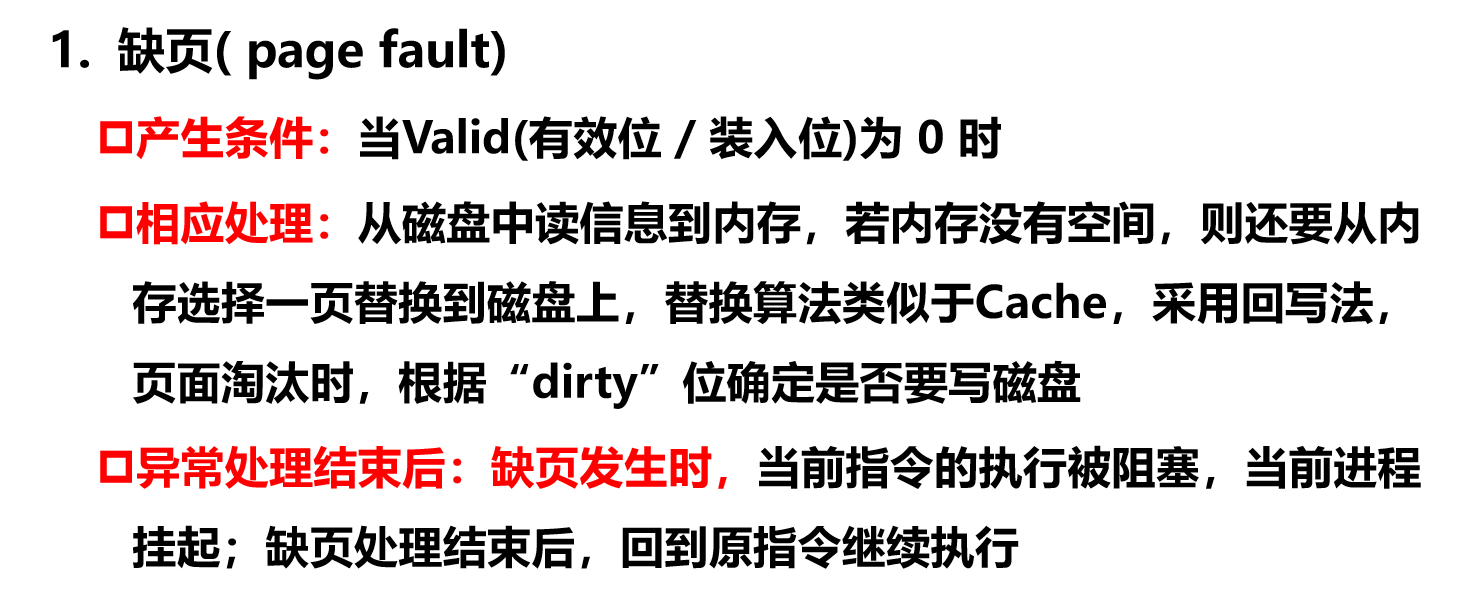 1. 缺页( page fault)
产生条件：当Valid(有效位 / 装入位)为 0 时
相应处理：从磁盘中读信息到内存，若内存没有空间，则还要从内
存选择一页替换到磁盘上，替换算法类似于Cache，采用回写法，
页面淘汰时，根据“dirty”位确定是否要写磁盘
异常处理结束后：缺页发生时，当前指令的执行被阻塞，当前进程
挂起；缺页处理结束后，回到原指令继续执行